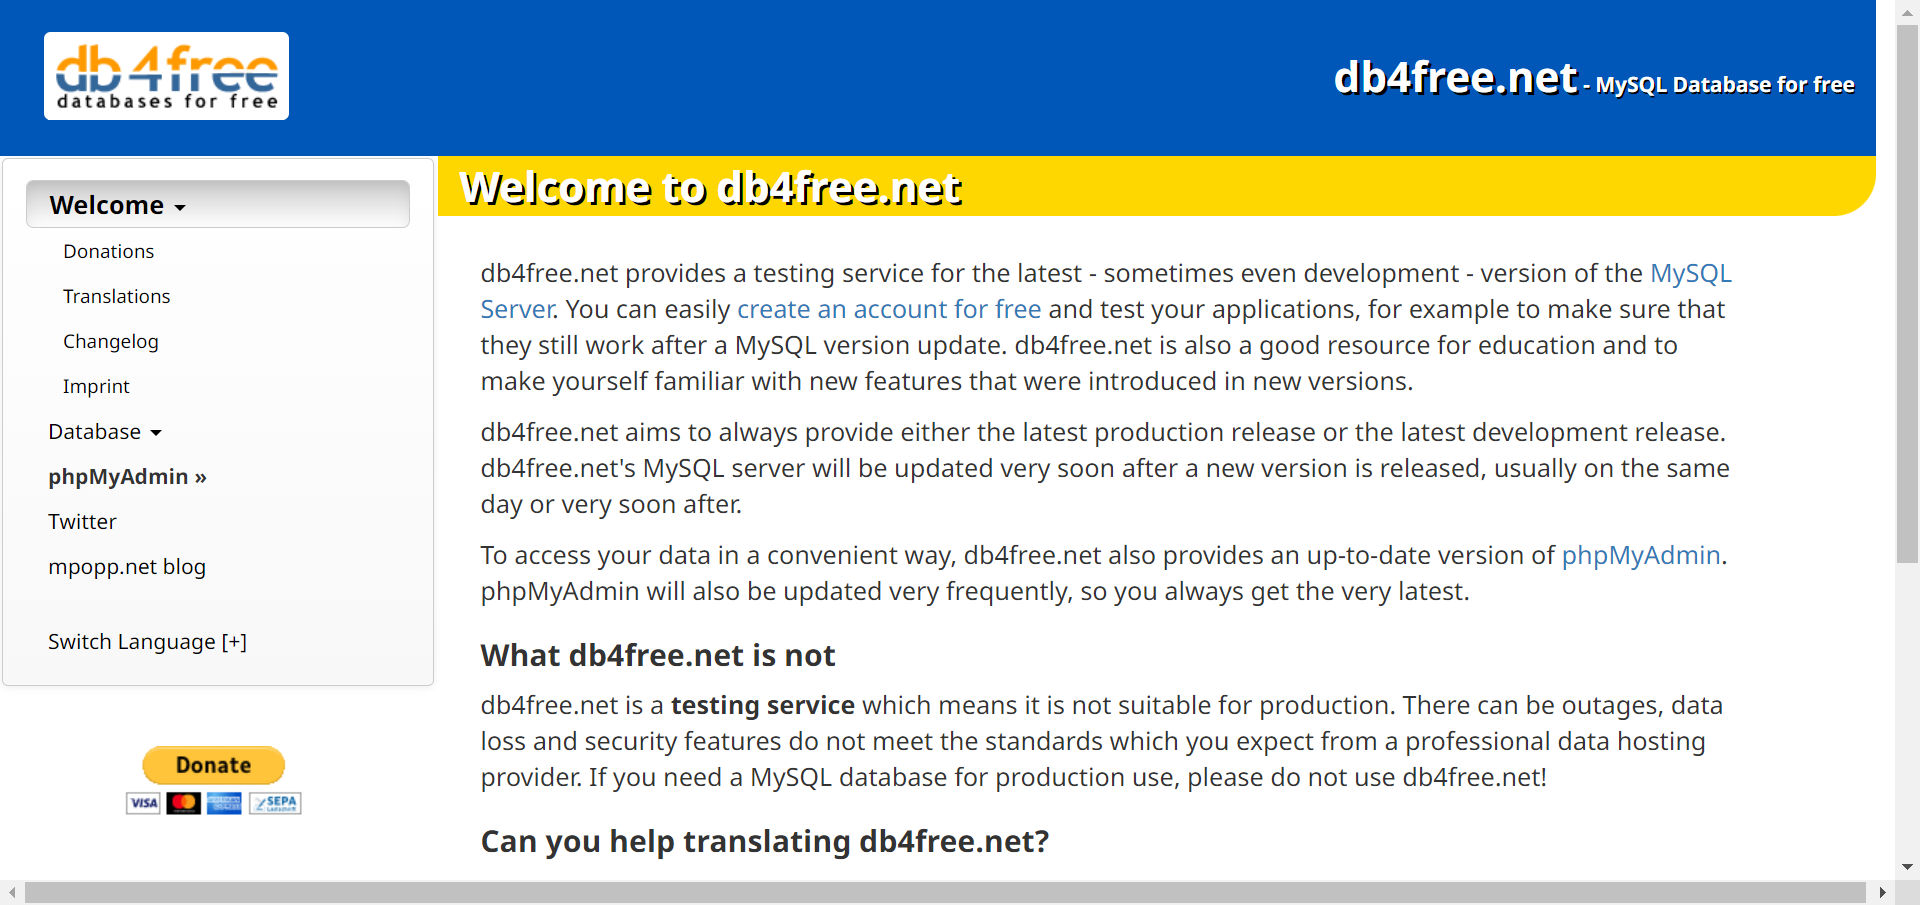 db4free
databases for free
db4free.net - MySQL Database for free
Welcome
Donations
Translations
Changelog
Imprint
Database
phpMyAdmin »
Twitter
mpopp.net blog
Switch Language [+]
Donate
VISA
SEPA
Welcome to db4free.net
db4free.net provides a testing service for the latest - sometimes even development - version of the MySQL
Server. You can easily create an account for free and test your applications, for example to make sure that
they still work after a MySQL version update. db4free.net is also a good resource for education and to
make yourself familiar with new features that were introduced in new versions.
db4free.net aims to always provide either the latest production release or the latest development release.
db4free.net's MySQL server will be updated very soon after a new version is released, usually on the same
day or very soon after.
To access your data in a convenient way, db4free.net also provides an up-to-date version of phpMyAdmin.
phpMyAdmin will also be updated very frequently, so you always get the very latest.
What db4free.net is not
db4free.net is a testing service which means it is not suitable for production. There can be outages, data
loss and security features do not meet the standards which you expect from a professional data hosting
provider. If you need a MySQL database for production use, please do not use db4free.net!
Can you help translating db4free.net?